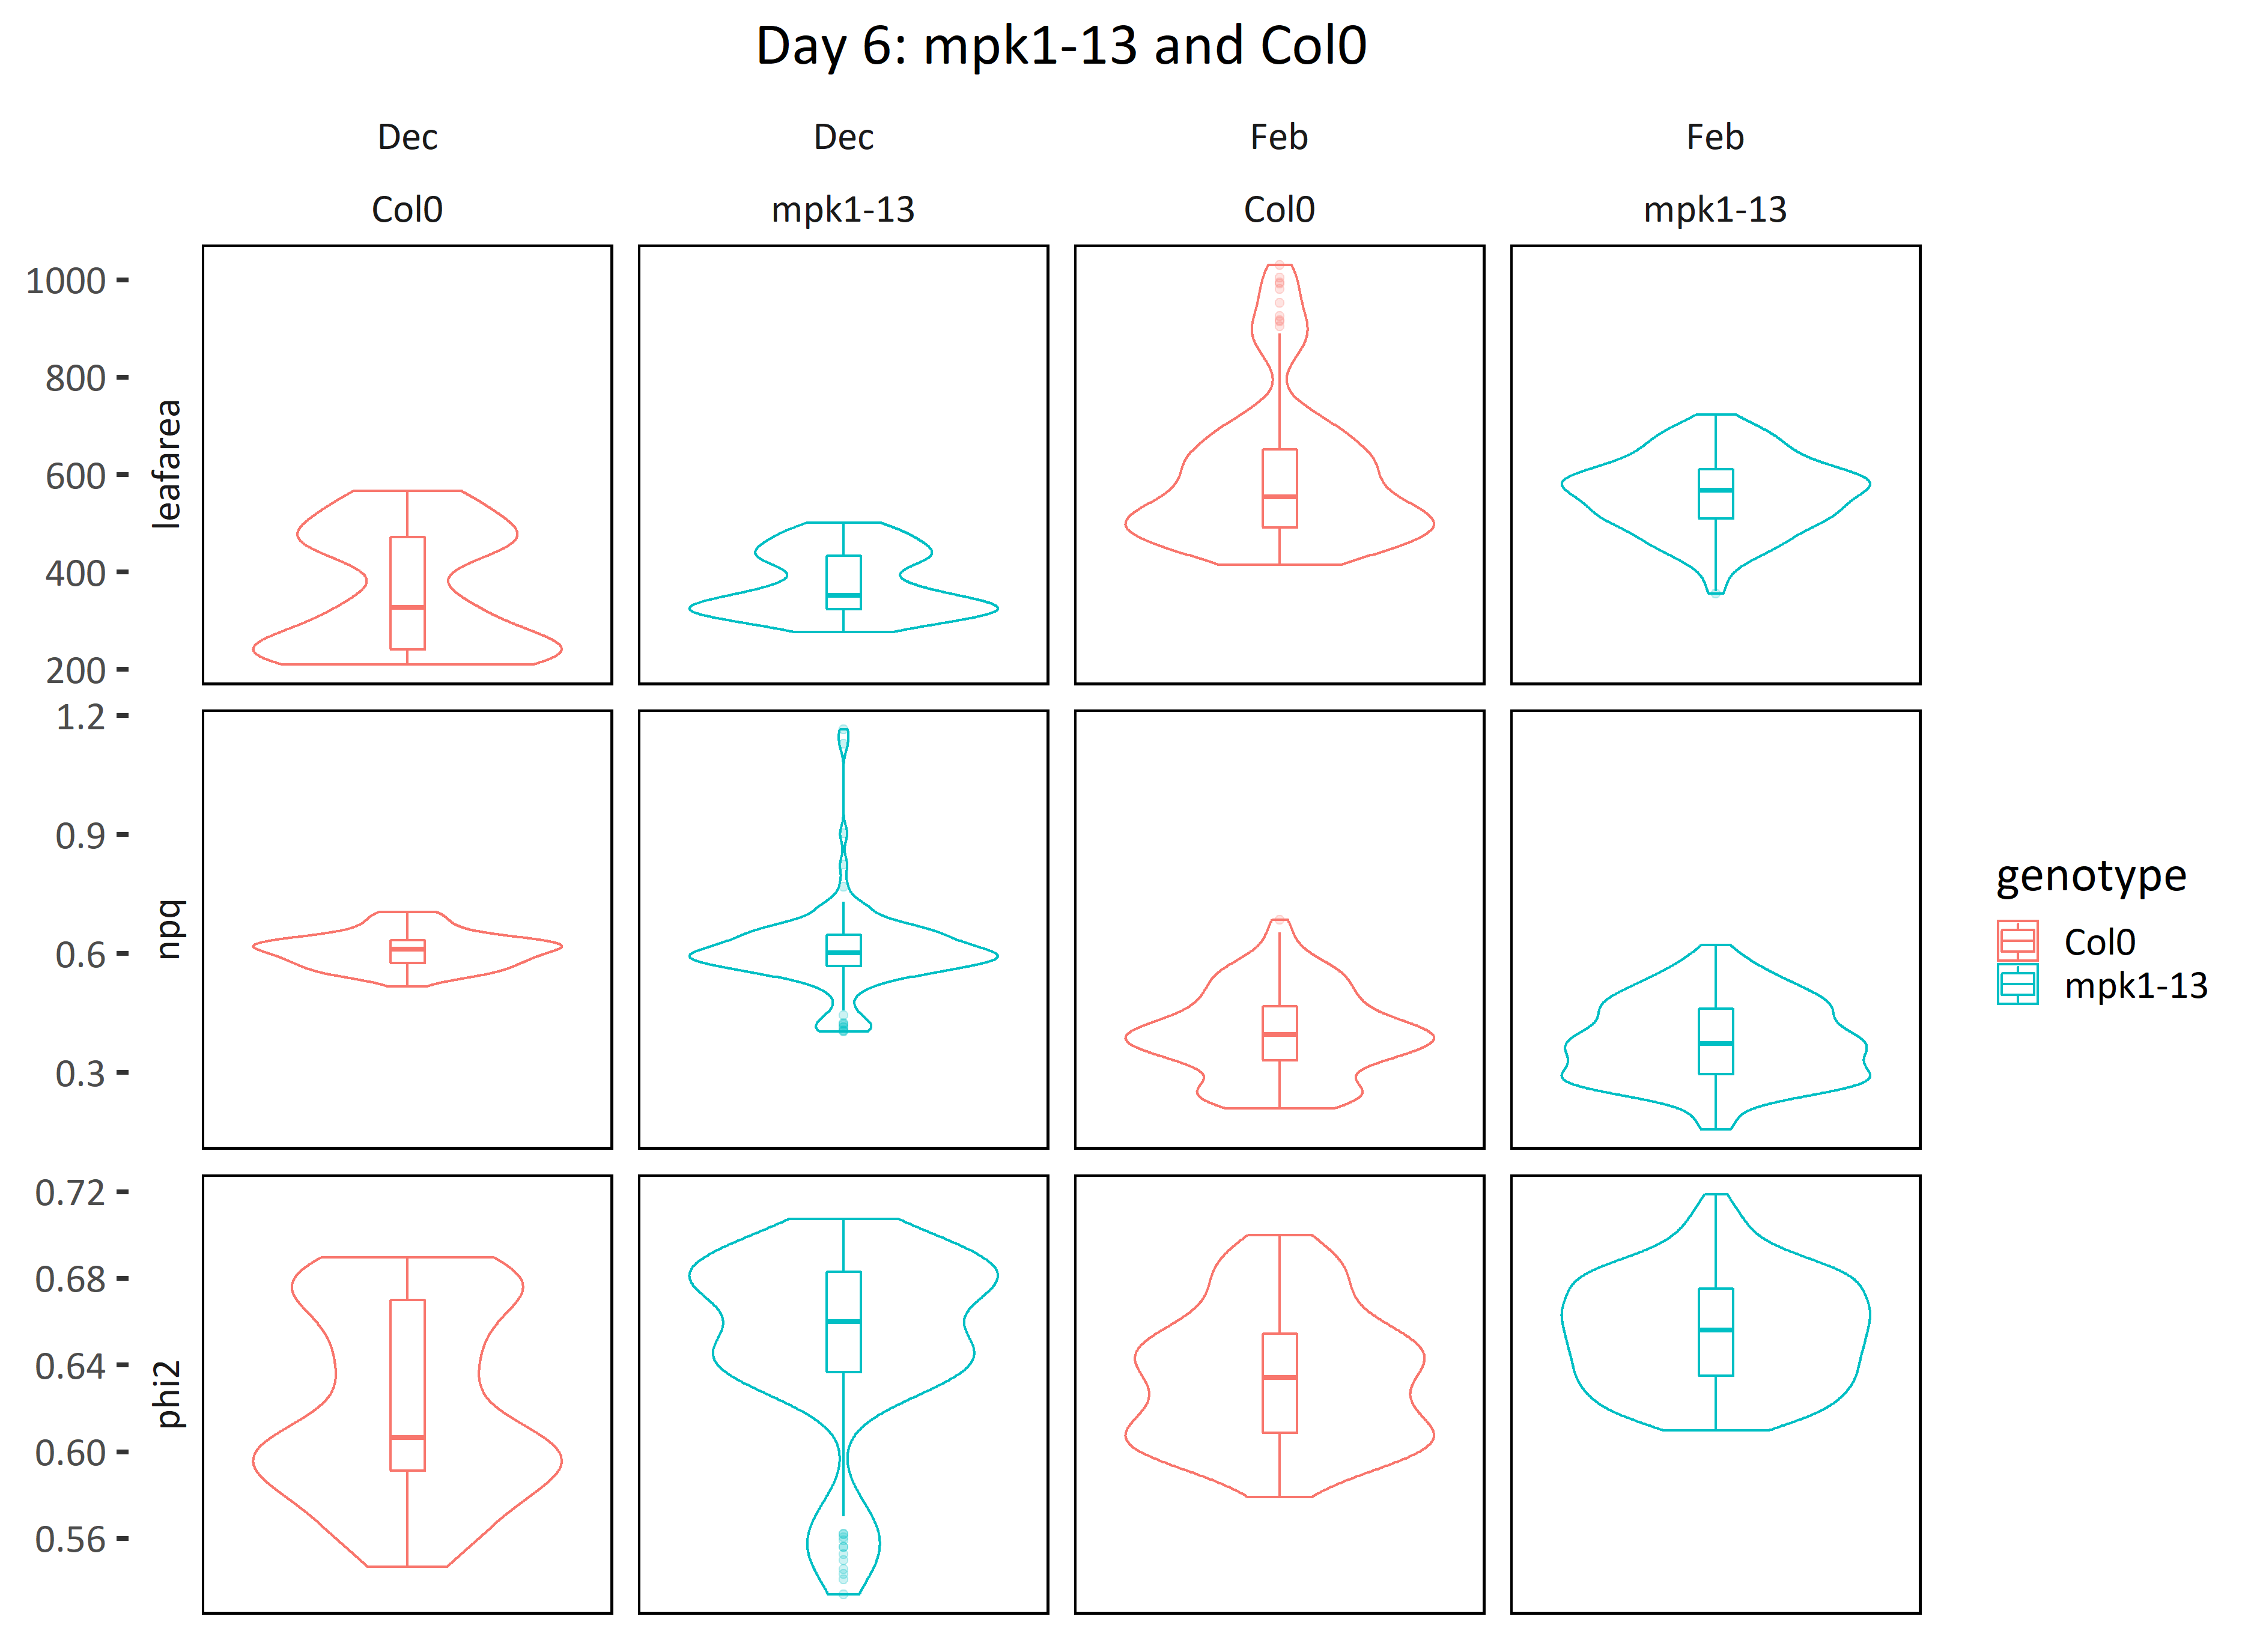 Day 6: mpk1-13 and Col0
Dec Dec Feb Feb
Col0 mpk1-13 Col0 mpk1-13
leafarea
1000
800
600
400
200
npq
1.2
0.9
0.6
0.3
phi2
0.72
0.68
0.64
0.60
0.56
genotype
Col0
mpk1-13